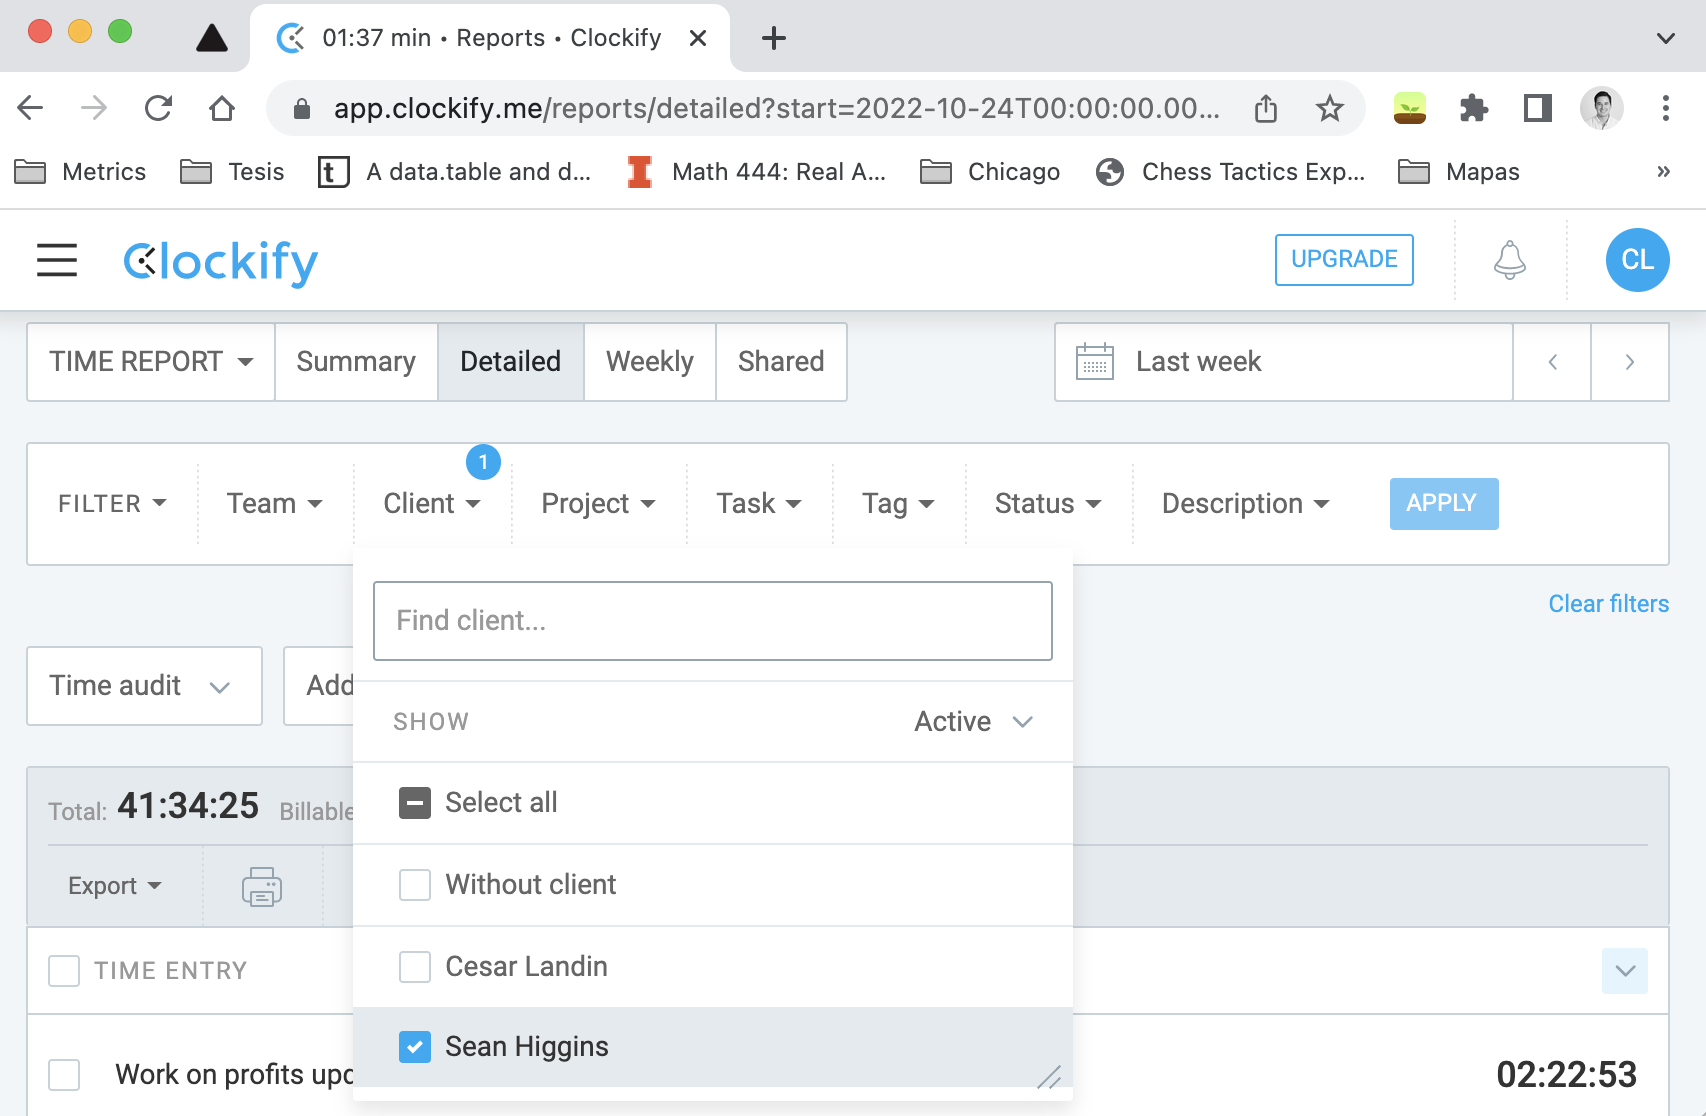 01:37 min • Reports • Clockify
app.clockify.me/reports/detailed?start=2022-10-24T00:00:00.00...
Metrics Tesis A data.table and d... Math 444: Real A... Chicago Chess Tactics Exp... Mapas »
Clockify UPGRADE CL
TIME REPORT Summary Detailed Weekly Shared Last week
1
FILTER Team Client Project Task Tag Status Description APPLY
Find client...
Clear filters
Time audit Add
SHOW Active
Select all
Total: 41:34:25 Billable
Export Without client
TIME ENTRY Cesar Landin
Sean Higgins
Work on profits upd 02:22:53